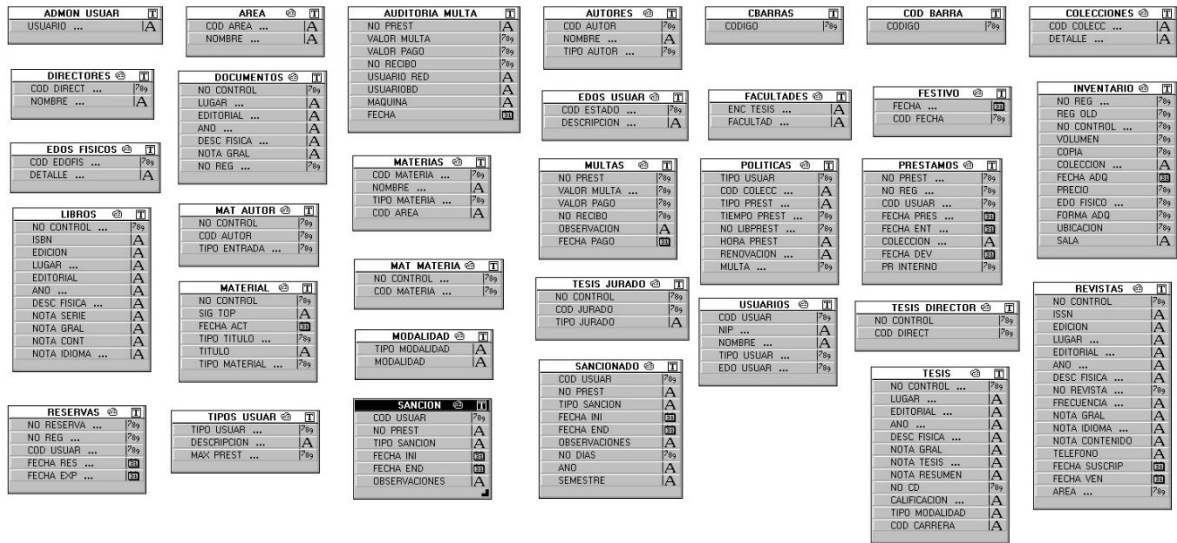 ADMON USUAR
USUARIO ...
AREA
COD AREA ...
NOMBRE ...
AUDITORIA MULTA
NO PREST
VALOR MULTA
VALOR PAGO
NO RECIBO
USUARIO RED
USUARIOBD
MAQUINA
FECHA
AUTORES
COD AUTOR
NOMBRE ...
TIPO AUTOR ...
CBARRAS
CODIGO
COD BARRA
CODIGO
COLECCIONES
COD COLECC ...
DETALLE ...
DIRECTORES
COD DIRECT ...
NOMBRE ...
DOCUMENTOS
NO CONTROL
LUGAR ...
EDITORIAL ...
ANO ...
DESC FISICA ...
NOTA GRAL
NO REG ...
EDOS USUAR
COD ESTADO ...
DESCRIPCION ...
FACULTADES
ENC TESIS ...
FACULTAD ...
FESTIVO
FECHA ...
COD FECHA
INVENTARIO
NO REG ...
REG OLD
NO CONTROL ...
VOLUMEN
COPIA
COLECCION ...
FECHA ADQ
PRECIO
EDO FISICO ...
FORMA ADQ
UBICACION
SALA
EDOS FISICOS
COD EDOFIS ...
DETALLE ...
MATERIAS
COD MATERIA ...
NOMBRE ...
TIPO MATERIA ...
COD AREA
MULTAS
NO PREST
VALOR MULTA ...
VALOR PAGO
NO RECIBO
OBSERVACION
FECHA PAGO
POLITICAS
TIPO USUAR
COD COLECC ...
TIPO PREST ...
TIEMPO PREST ...
NO LIBPREST ...
HORA PREST
RENOVACION ...
MULTA ...
PRESTAMOS
NO PREST ...
NO REG ...
COD USUAR ...
FECHA PRES ...
FECHA ENT ...
COLECCION ...
FECHA DEV
PR INTERNO
LIBROS
NO CONTROL ...
ISBN
EDICION
LUGAR ...
EDITORIAL
ANO ...
DESC FISICA ...
NOTA SERIE
NOTA GRAL
NOTA CONT
NOTA IDIOMA ...
MAT AUTOR
NO CONTROL
COD AUTOR
TIPO ENTRADA ...
MAT MATERIA
NO CONTROL ...
COD MATERIA ...
MATERIAL
NO CONTROL
SIG TOP
FECHA ACT
TIPO TITULO ...
TITULO
TIPO MATERIAL ...
TESIS JURADO
NO CONTROL
COD JURADO
TIPO JURADO
USUARIOS
COD USUAR
NIP ...
NOMBRE ...
TIPO USUAR ...
EDO USUAR ...
TESIS DIRECTOR
NO CONTROL
COD DIRECT
REVISTAS
NO CONTROL
ISSN
EDICION
LUGAR ...
EDITORIAL ...
ANO ...
DESC FISICA ...
NO REVISTA ...
FRECUENCIA ...
NOTA GRAL
NOTA IDIOMA ...
NOTA CONTENIDO
TELEFONO
FECHA SUSCRIP
FECHA VEN
AREA ...
MODALIDAD
TIPO MODALIDAD
MODALIDAD
SANCIONADO
COD USUAR
NO PREST
TIPO SANCION
FECHA INI
FECHA END
OBSERVACIONES
NO DIAS
ANO
SEMESTRE
TESIS
NO CONTROL ...
LUGAR ...
EDITORIAL ...
ANO ...
DESC FISICA ...
NOTA GRAL
NOTA TESIS ...
NOTA RESUMEN
NO CD
CALIFICACION ...
TIPO MODALIDAD
COD CARRERA
RESERVAS
NO RESERVA ...
NO REG ...
COD USUAR ...
FECHA RES ...
FECHA EXP ...
TIPOS USUAR
TIPO USUAR ...
DESCRIPCION ...
MAX PREST ...
SANCION
COD USUAR
NO PREST
TIPO SANCION
FECHA INI
FECHA END
OBSERVACIONES